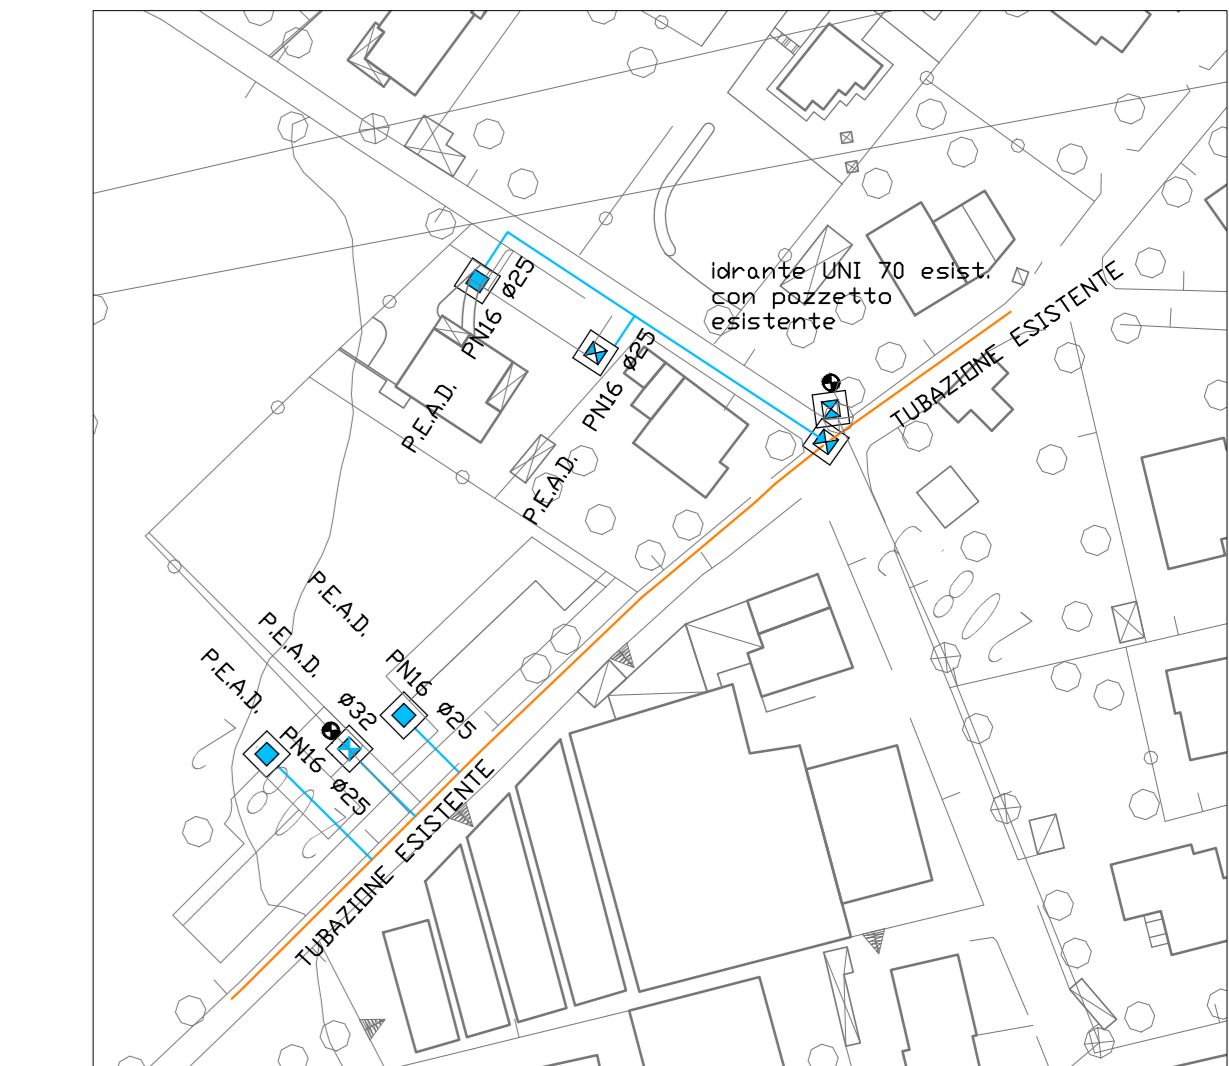 idrante UNI 70 esist.
con pozzetto
esistente
TUBAZIONE ESISTENTE
P.E.A.D. PN16 ø25
P.E.A.D. PN16 ø25
P.E.A.D. PN16 ø25
P.E.A.D. ø32
P.E.A.D. PN16 ø25
TUBAZIONE ESISTENTE